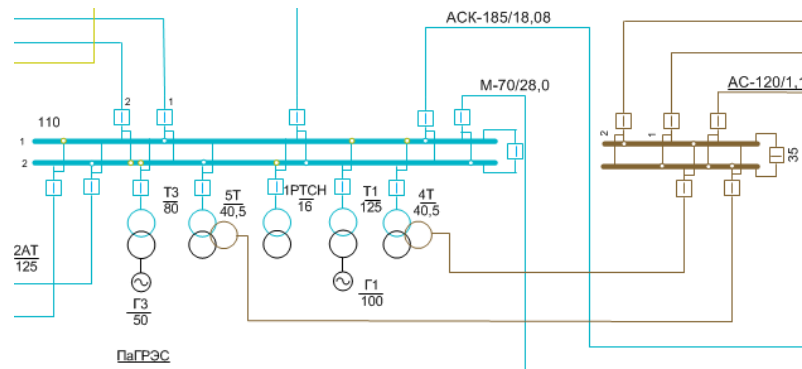 АСК-185/18,08
М-70/28,0
АС-120/1,1
2
1
110
1
2
2
1
35
Т3
80
5Т
40,5
1РТСН
16
Т1
125
4Т
40,5
2АТ
125
Г3
50
Г1
100
ПаГРЭС